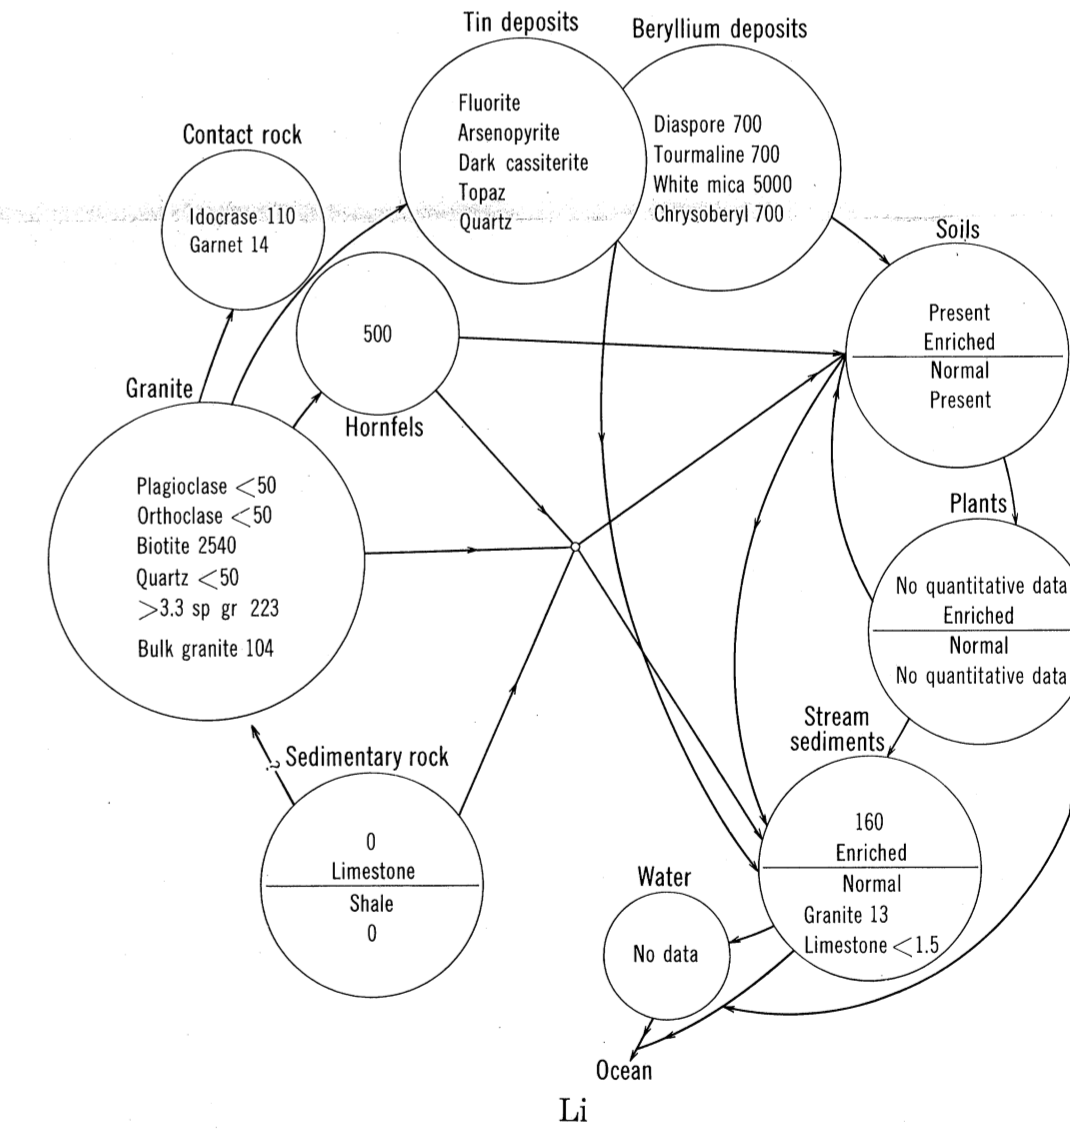 Tin deposits
Beryllium deposits
Fluorite
Arsenopyrite
Dark cassiterite
Topaz
Quartz
Diaspore 700
Tourmaline 700
White mica 5000
Chrysoberyl 700
Contact rock
Idocrase 110
Garnet 14
Soils
Present
Enriched
Normal
Present
500
Hornfels
Granite
Plagioclase <50
Orthoclase <50
Biotite 2540
Quartz <50
>3.3 sp gr 223
Bulk granite 104
Plants
No quantitative data
Enriched
Normal
No quantitative data
?
Sedimentary rock
0
Limestone
Shale
0
Stream
sediments
160
Enriched
Normal
Granite 13
Limestone <1.5
Water
No data
Ocean
Li